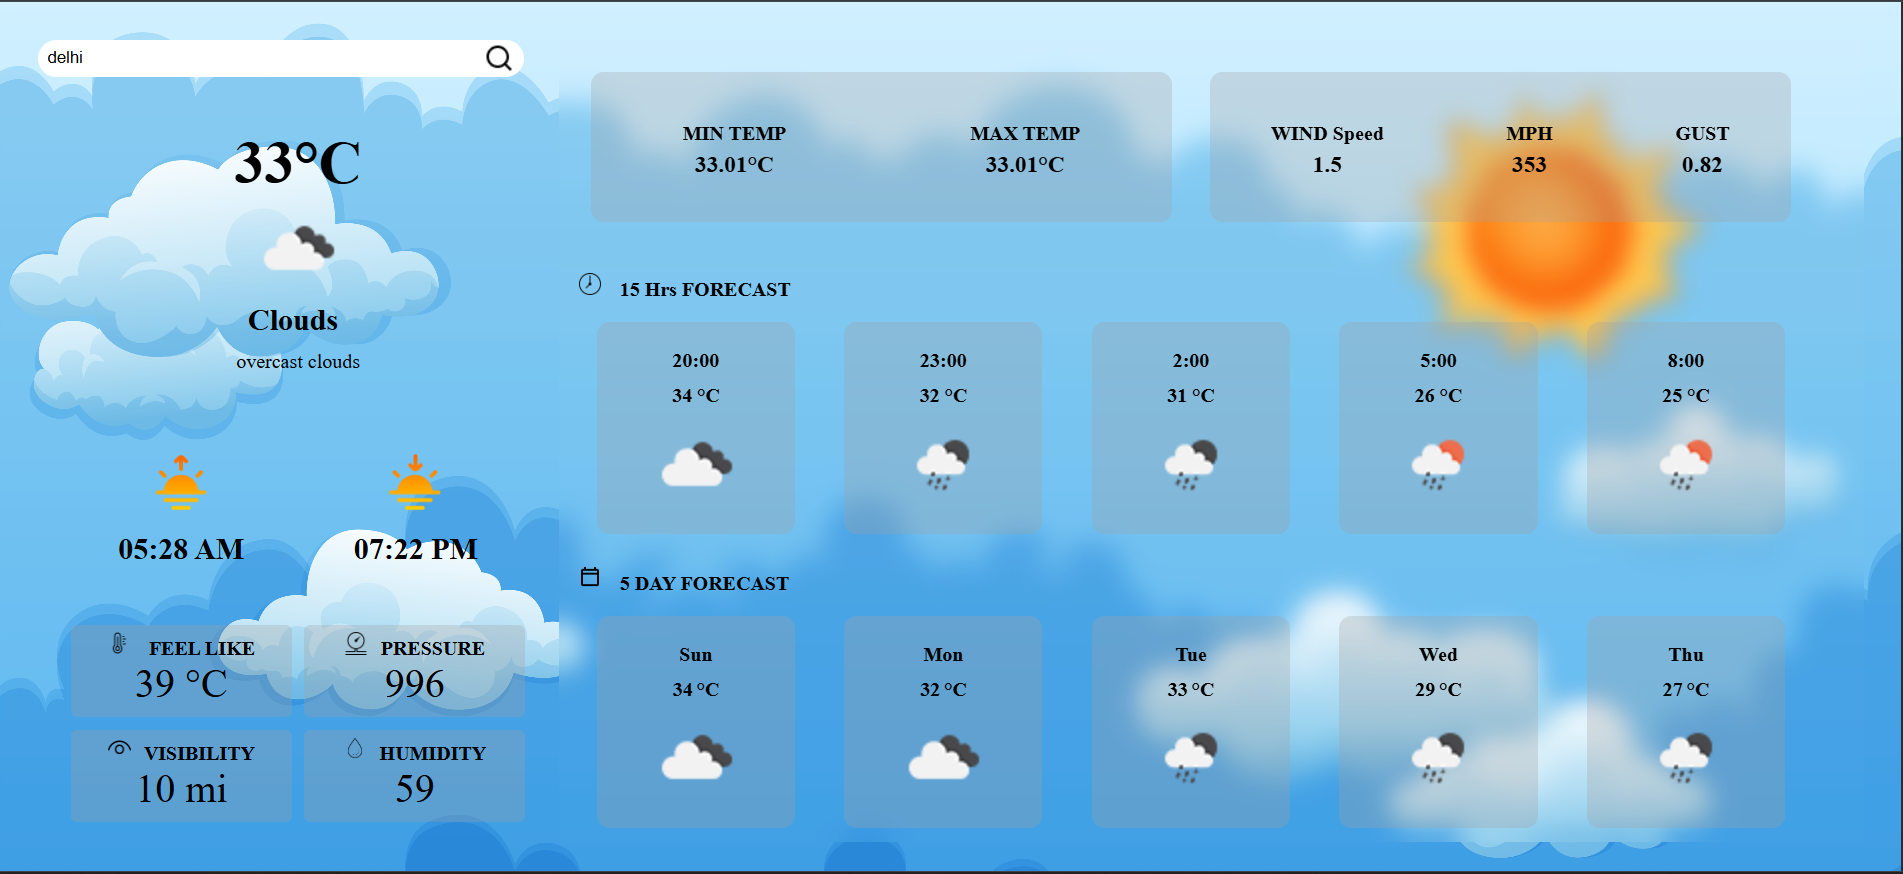 delhi
33°C
Clouds
overcast clouds
05:28 AM
07:22 PM
FEEL LIKE
39 °C
PRESSURE
996
VISIBILITY
10 mi
HUMIDITY
59
MIN TEMP
33.01°C
MAX TEMP
33.01°C
WIND Speed
1.5
MPH
353
GUST
0.82
15 Hrs FORECAST
20:00
34 °C
23:00
32 °C
2:00
31 °C
5:00
26 °C
8:00
25 °C
5 DAY FORECAST
Sun
34 °C
Mon
32 °C
Tue
33 °C
Wed
29 °C
Thu
27 °C